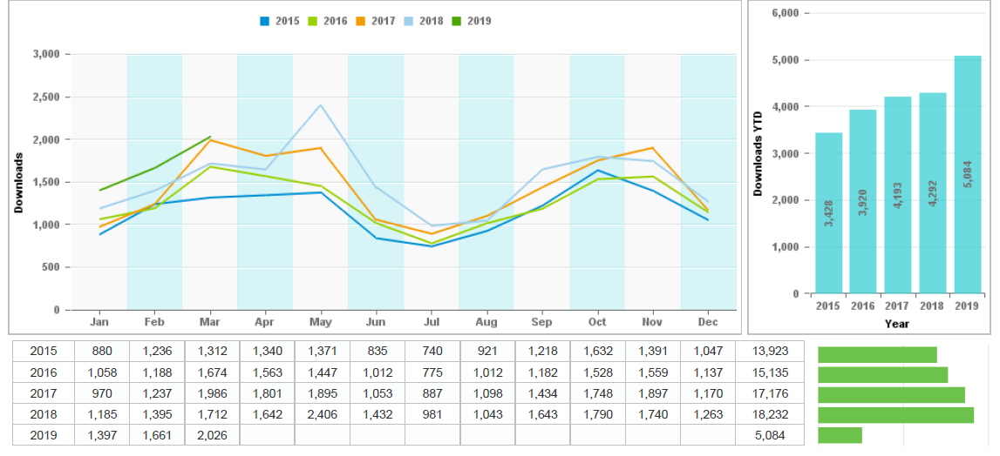 2015 2016 2017 2018 2019
Downloads
3,000
2,500
2,000
1,500
1,000
500
0
Jan Feb Mar Apr May Jun Jul Aug Sep Oct Nov Dec
Downloads YTD
6,000
5,000
4,000
3,000
2,000
1,000
0
3,428 3,920 4,193 4,292 5,084
2015 2016 2017 2018 2019
Year
2015 880 1,236 1,312 1,340 1,371 835 740 921 1,218 1,632 1,391 1,047 13,923
2016 1,058 1,188 1,674 1,563 1,447 1,012 775 1,012 1,182 1,528 1,559 1,137 15,135
2017 970 1,237 1,986 1,801 1,895 1,053 887 1,098 1,434 1,748 1,897 1,170 17,176
2018 1,185 1,395 1,712 1,642 2,406 1,432 981 1,043 1,643 1,790 1,740 1,263 18,232
2019 1,397 1,661 2,026 5,084